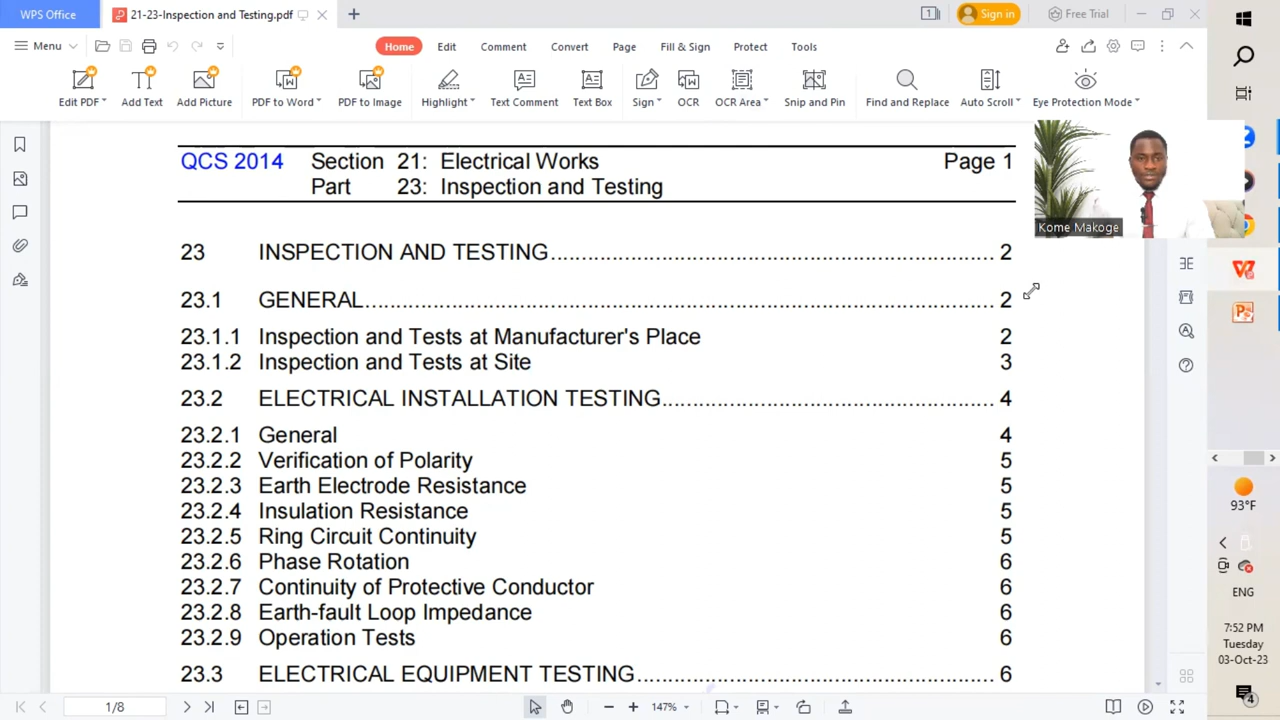 WPS Office
21-23-Inspection and Testing.pdf
1
Sign in
Free Trial
Menu
Home
Edit
Comment
Convert
Page
Fill & Sign
Protect
Tools
Edit PDF
Add Text
Add Picture
PDF to Word
PDF to Image
Highlight
Text Comment
Text Box
Sign
OCR
OCR Area
Snip and Pin
Find and Replace
Auto Scroll
Eye Protection Mode
QCS 2014 Section 21: Electrical Works Page 1
Part 23: Inspection and Testing
23 INSPECTION AND TESTING 2
23.1 GENERAL 2
23.1.1 Inspection and Tests at Manufacturer's Place 2
23.1.2 Inspection and Tests at Site 3
23.2 ELECTRICAL INSTALLATION TESTING 4
23.2.1 General 4
23.2.2 Verification of Polarity 5
23.2.3 Earth Electrode Resistance 5
23.2.4 Insulation Resistance 5
23.2.5 Ring Circuit Continuity 5
23.2.6 Phase Rotation 6
23.2.7 Continuity of Protective Conductor 6
23.2.8 Earth-fault Loop Impedance 6
23.2.9 Operation Tests 6
23.3 ELECTRICAL EQUIPMENT TESTING 6
Kome Makoge
93°F
ENG
7:52 PM
Tuesday
03-Oct-23
4
1/8
147%